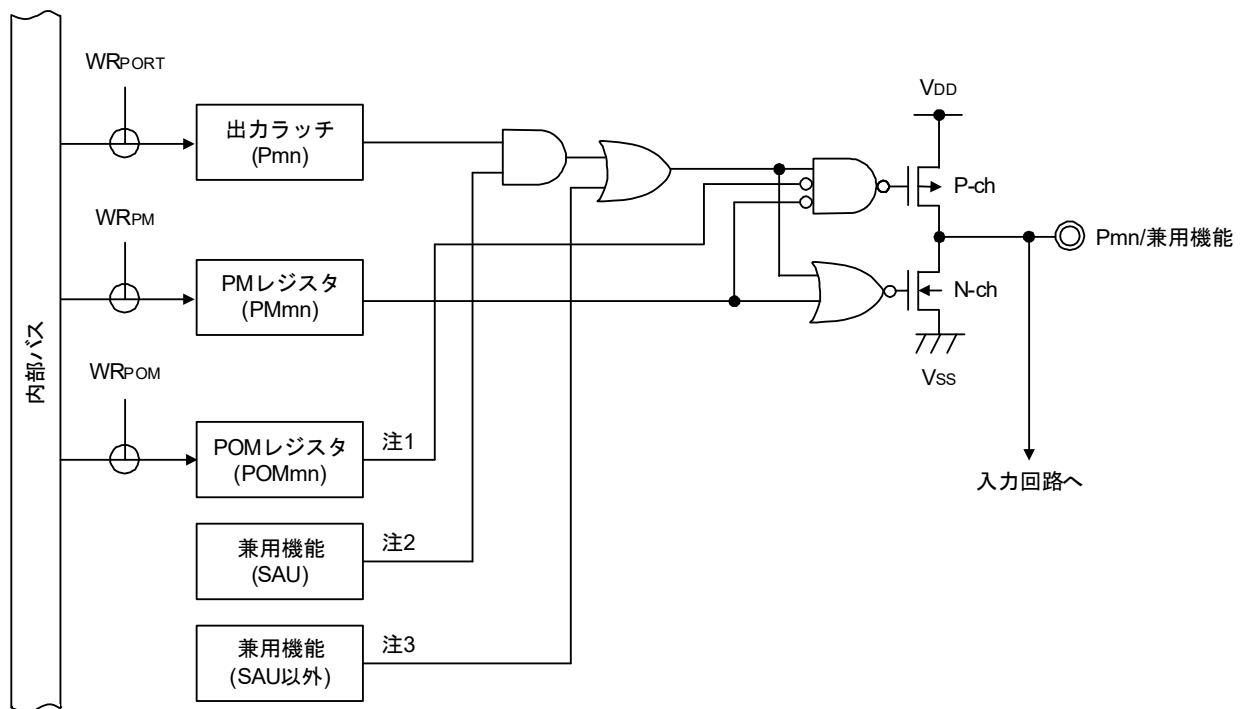 WRPORT
出力ラッチ
(Pmn)
VDD
P-ch
WRPM
PMレジスタ
(PMmn)
Pmn/兼用機能
N-ch
VSS
内部バス
WRPOM
POMレジスタ
(POMmn)
注1
入力回路へ
兼用機能
(SAU)
注2
兼用機能
(SAU以外)
注3